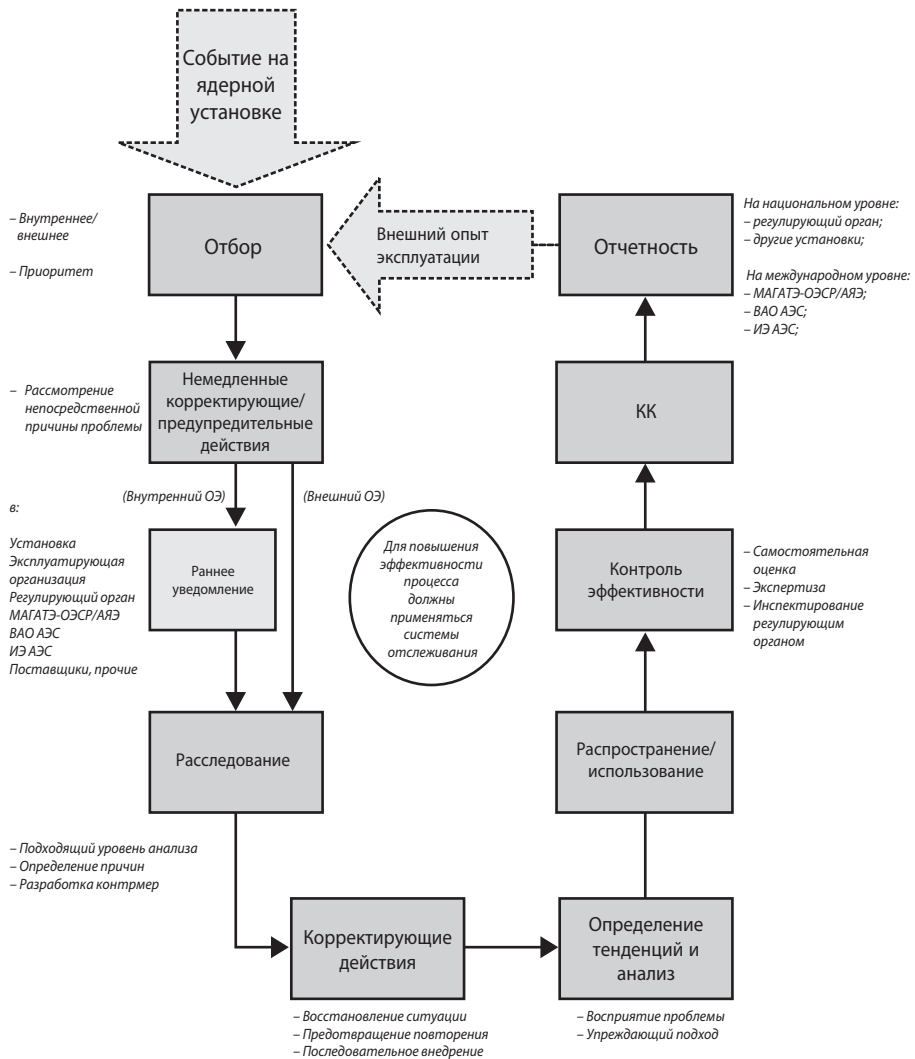 Событие на
ядерной
установке
– Внутреннее/
внешнее
– Приоритет
Отбор
Внешний опыт
эксплуатации
Отчетность
На национальном уровне:
– регулирующий орган;
– другие установки;
На международном уровне:
– МАГАТЭ-ОЭСР/АЯЭ;
– ВАО АЭС;
– ИЭ АЭС;
– Рассмотрение
непосредственной
причины проблемы
Немедленные
корректирующие/
предупредительные
действия
КК
(Внутренний ОЭ)
(Внешний ОЭ)
в:
Установка
Эксплуатирующая
организация
Регулирующий орган
МАГАТЭ-ОЭСР/АЯЭ
ВАО АЭС
ИЭ АЭС
Поставщики, прочие
Раннее
уведомление
Для повышения
эффективности
процесса
должны
применяться
системы
отслеживания
Контроль
эффективности
– Самостоятельная
оценка
– Экспертиза
– Инспектирование
регулирующим
органом
Расследование
Распространение/
использование
– Подходящий уровень анализа
– Определение причин
– Разработка контрмер
Корректирующие
действия
Определение
тенденций и
анализ
– Восстановление ситуации
– Предотвращение повторения
– Последовательное внедрение
– Восприятие проблемы
– Упреждающий подход